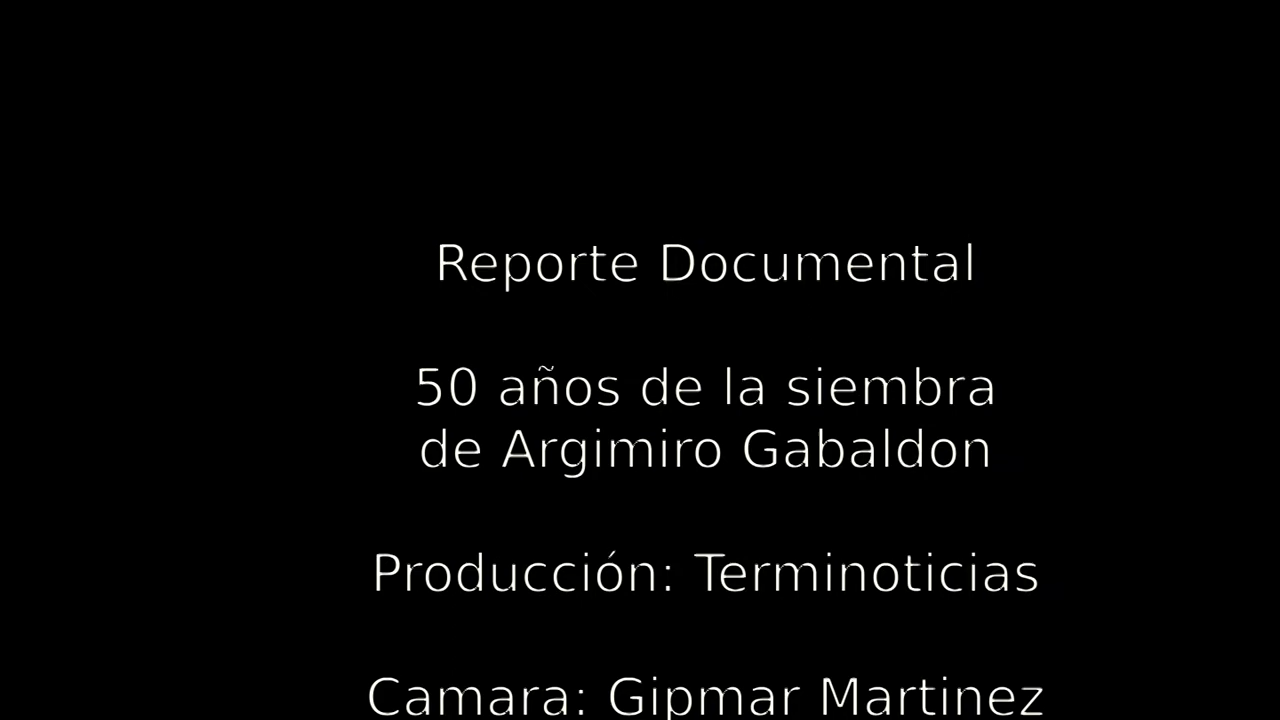 Reporte Documental
50 años de la siembra
de Argimiro Gabaldon
Producción: Terminoticias
Camara: Gipmar Martinez